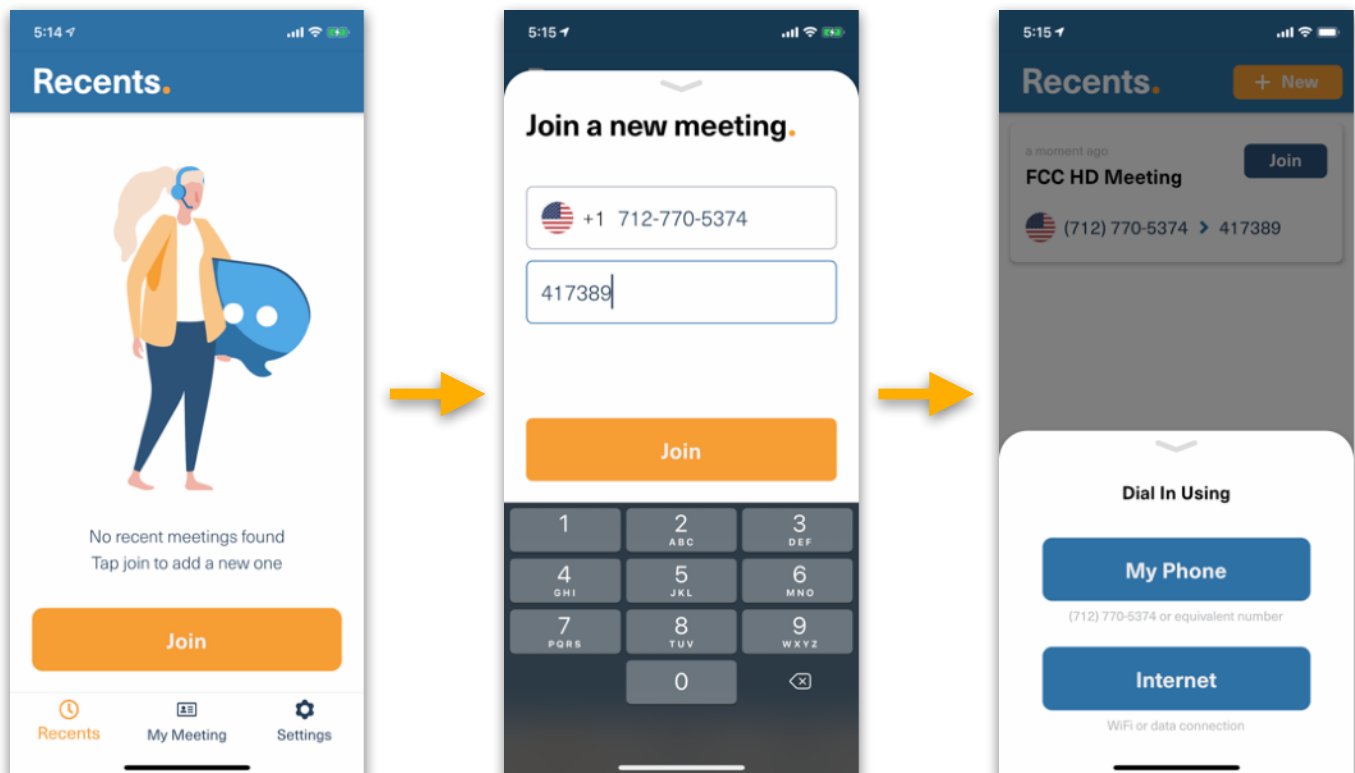 5:14
Recents.
No recent meetings found
Tap join to add a new one
Join
Recents
My Meeting
Settings
5:15
Join a new meeting.
+1 712-770-5374
417389
Join
1
2
ABC
3
DEF
4
GHI
5
JKL
6
MNO
7
PQRS
8
TUV
9
WXYZ
0
5:15
Recents.
+ New
a moment ago
Join
FCC HD Meeting
(712) 770-5374 > 417389
Dial In Using
My Phone
(712) 770-5374 or equivalent number
Internet
WiFi or data connection